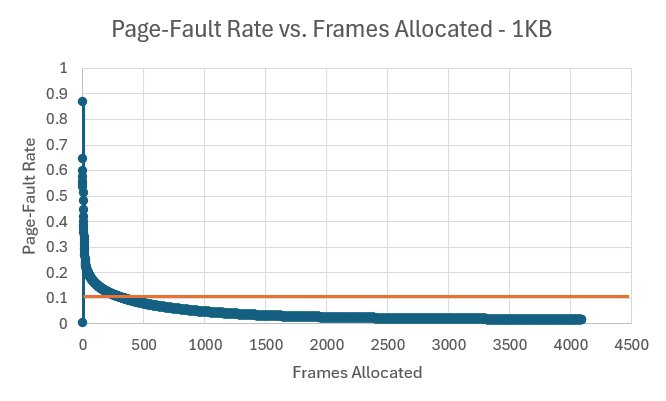 Page-Fault Rate vs. Frames Allocated - 1KB
1
0.9
0.8
0.7
0.6
0.5
0.4
0.3
0.2
0.1
0
Page-Fault Rate
0 500 1000 1500 2000 2500 3000 3500 4000 4500
Frames Allocated